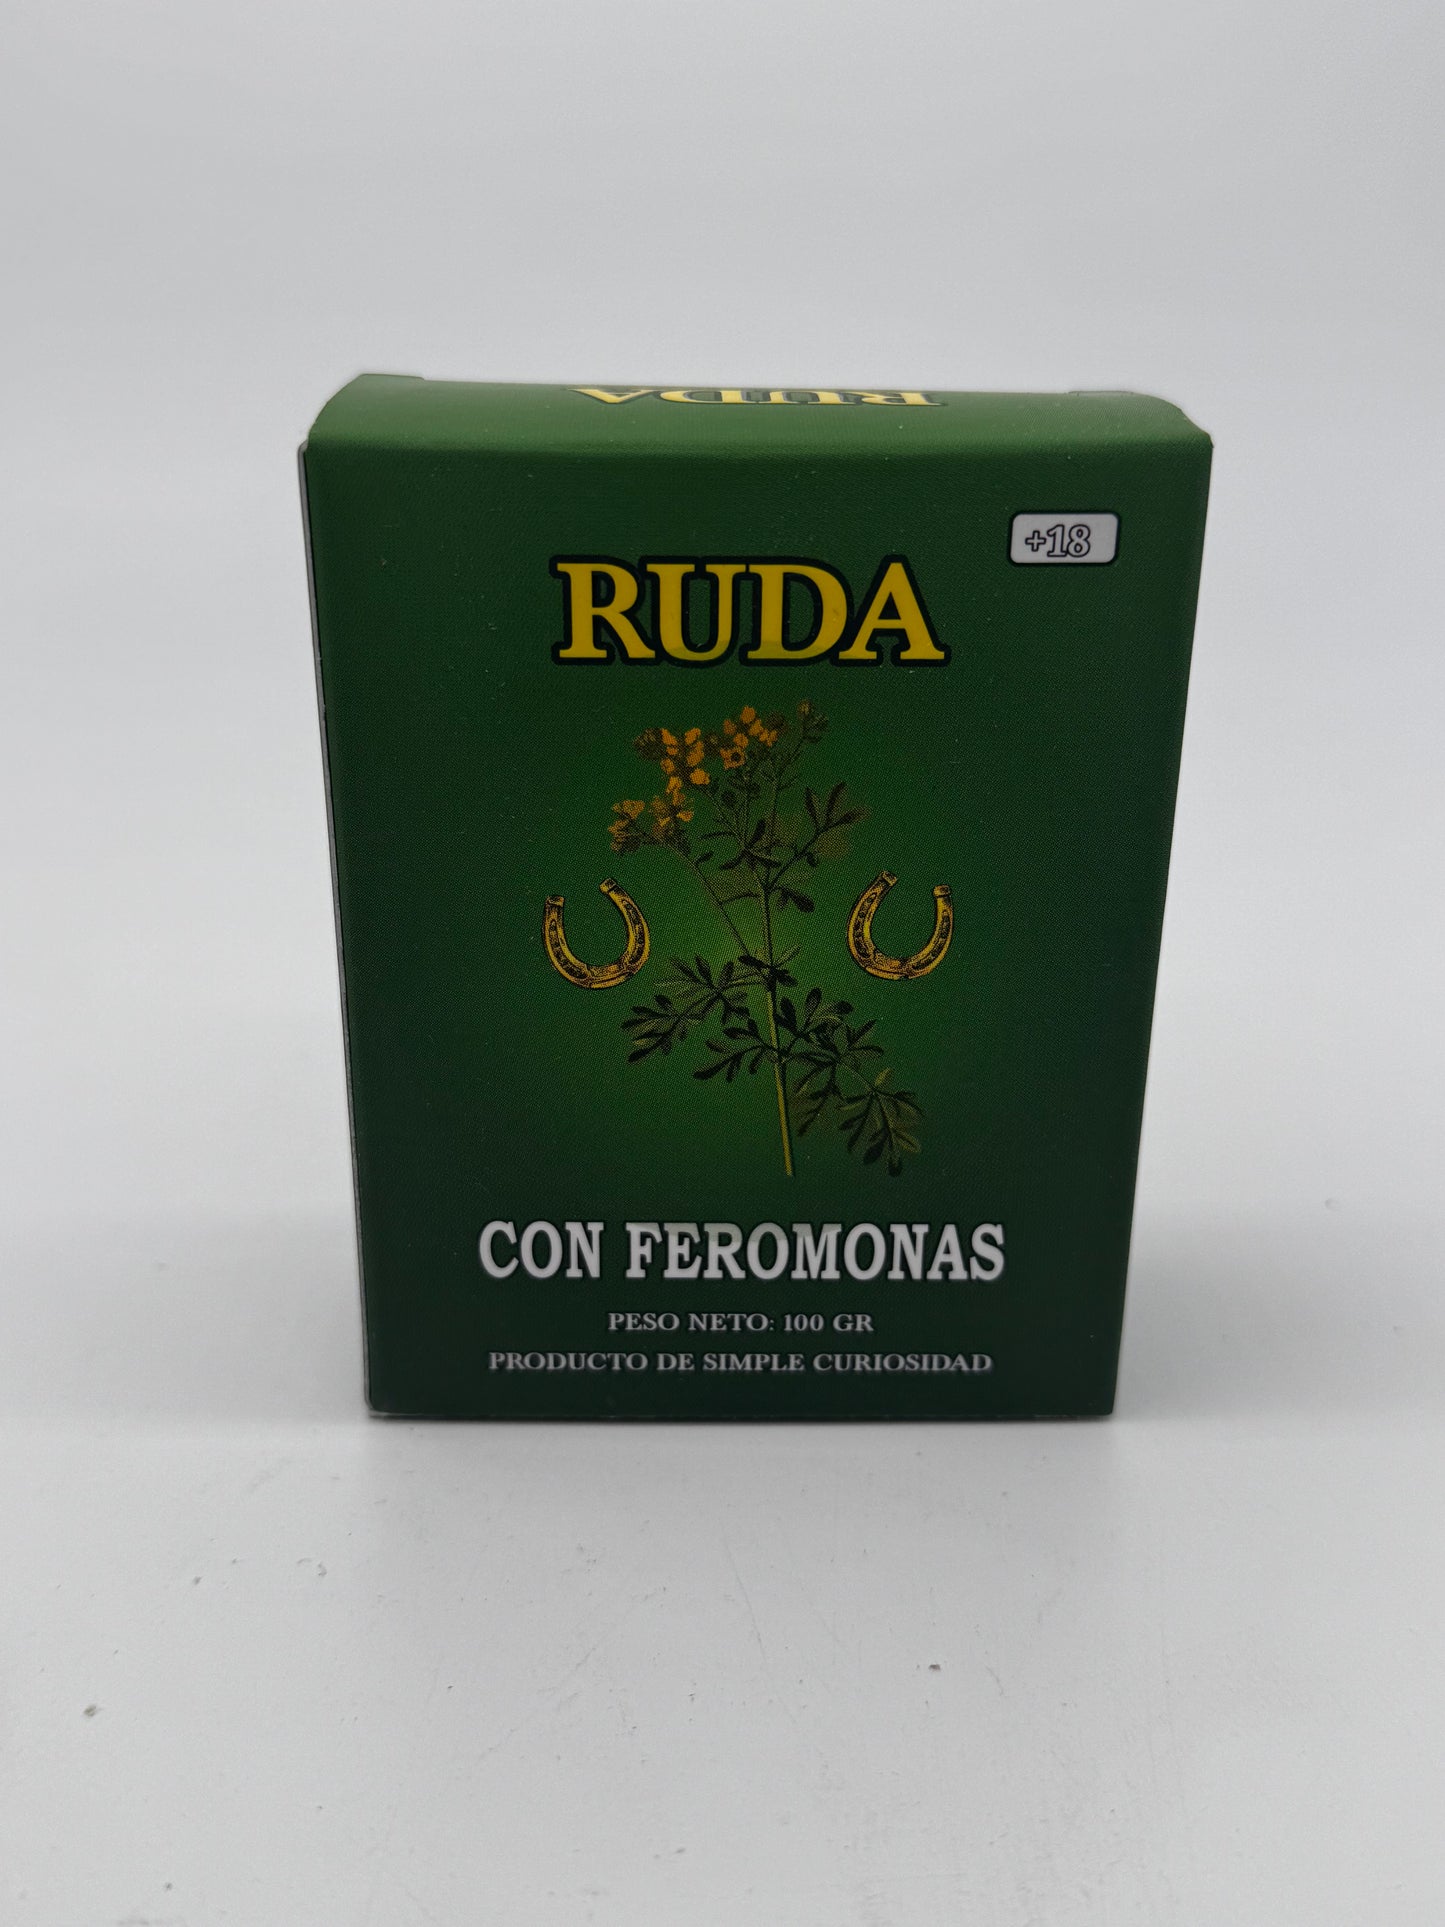 RUDA
+18
RUDA
CON FEROMONAS
PESO NETO: 100 GR
PRODUCTO DE SIMPLE CURIOSIDAD